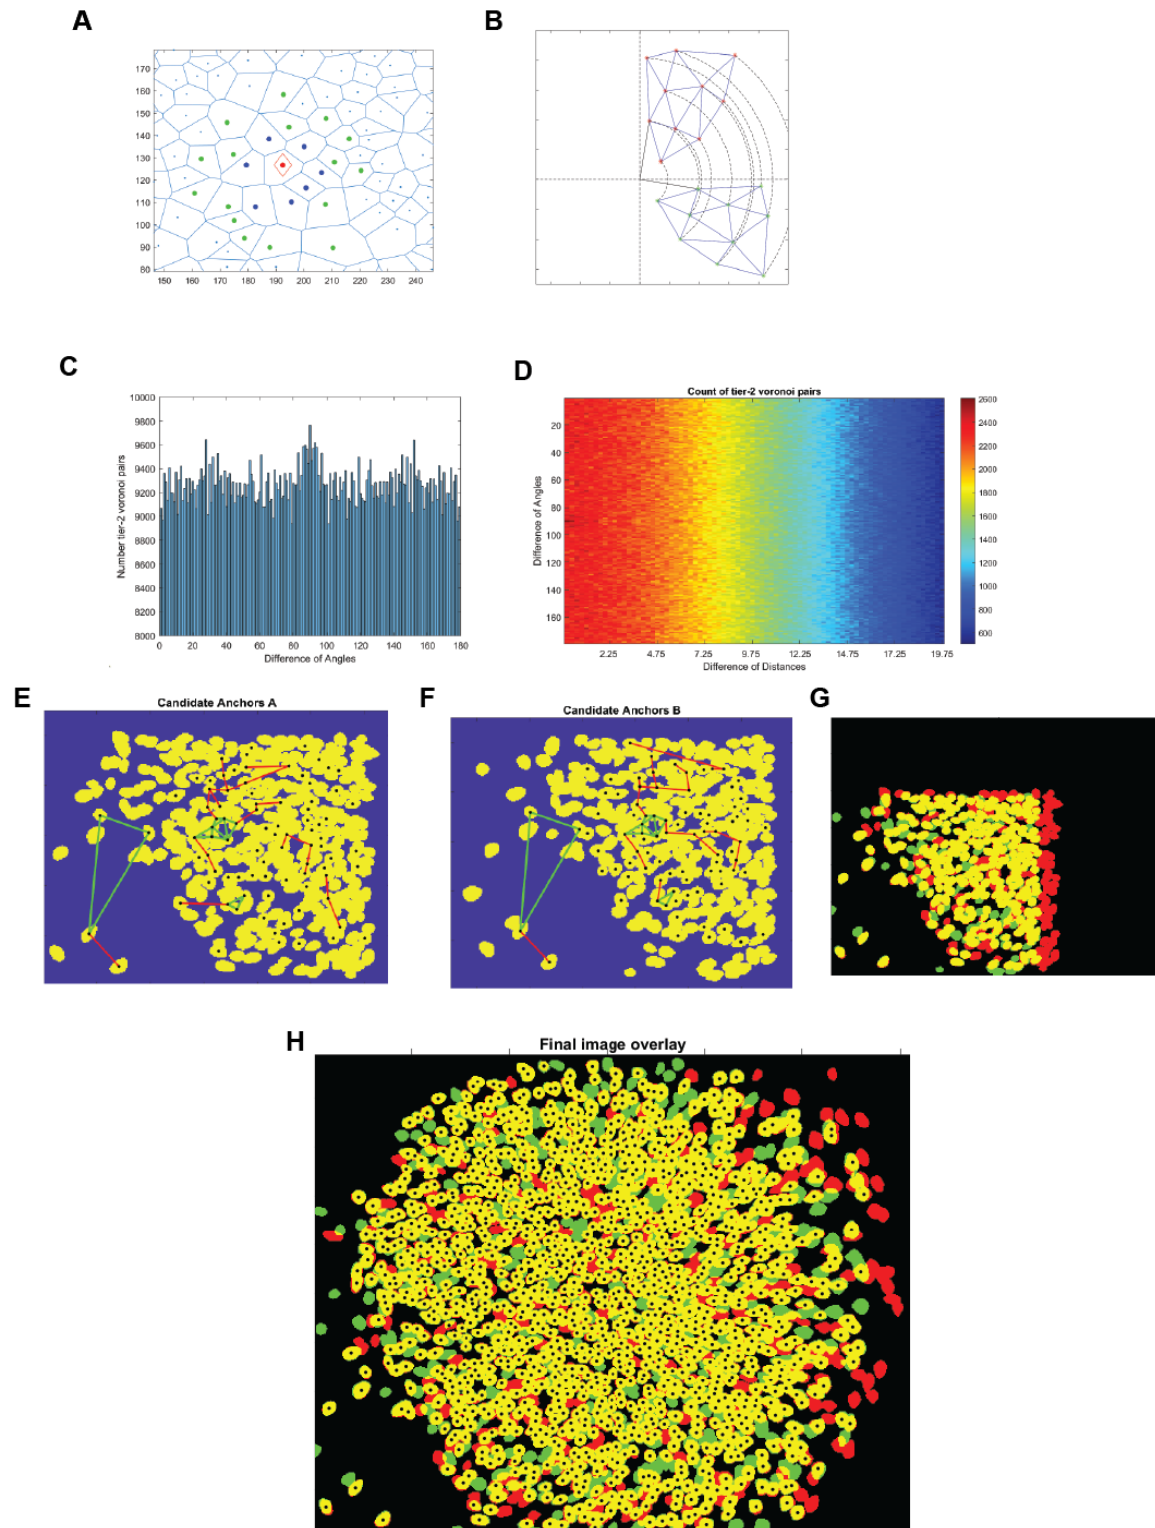 A
B
170
160
150
140
130
120
110
100
90
80
150 160 170 180 190 200 210 220 230 240
C
D
10000
9800
9600
9400
9200
9000
8800
8600
8400
8200
8000
Number tier-2 voronoi pairs
0 20 40 60 80 100 120 140 160 180
Difference of Angles
Count of tier-2 voronoi pairs
20
40
60
80
100
120
140
160
Difference of Angles
2.25 4.75 7.25 9.75 12.25 14.75 17.25 19.75
Difference of Distances
2600
2400
2200
2000
1800
1600
1400
1200
1000
800
600
E
Candidate Anchors A
F
Candidate Anchors B
G
H
Final image overlay